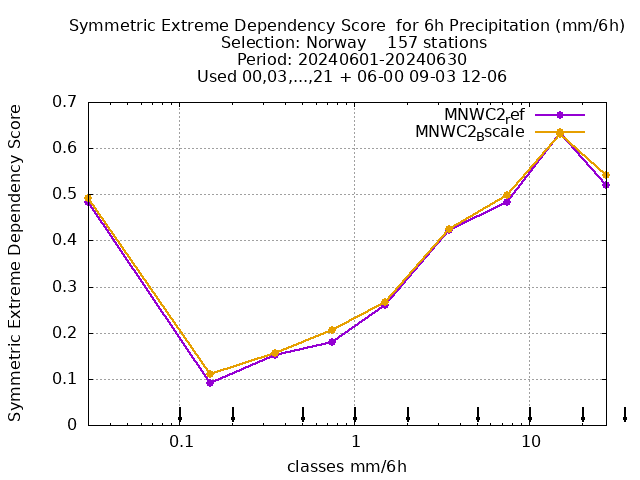 Symmetric Extreme Dependency Score  for 6h Precipitation (mm/6h)
Selection: Norway    157 stations
Period: 20240601-20240630
Used 00,03,...,21 + 06-00 09-03 12-06
MNWC2ref
MNWC2Bscale
Symmetric Extreme Dependency Score
0.7
0.6
0.5
0.4
0.3
0.2
0.1
0
0.1 1 10
classes mm/6h